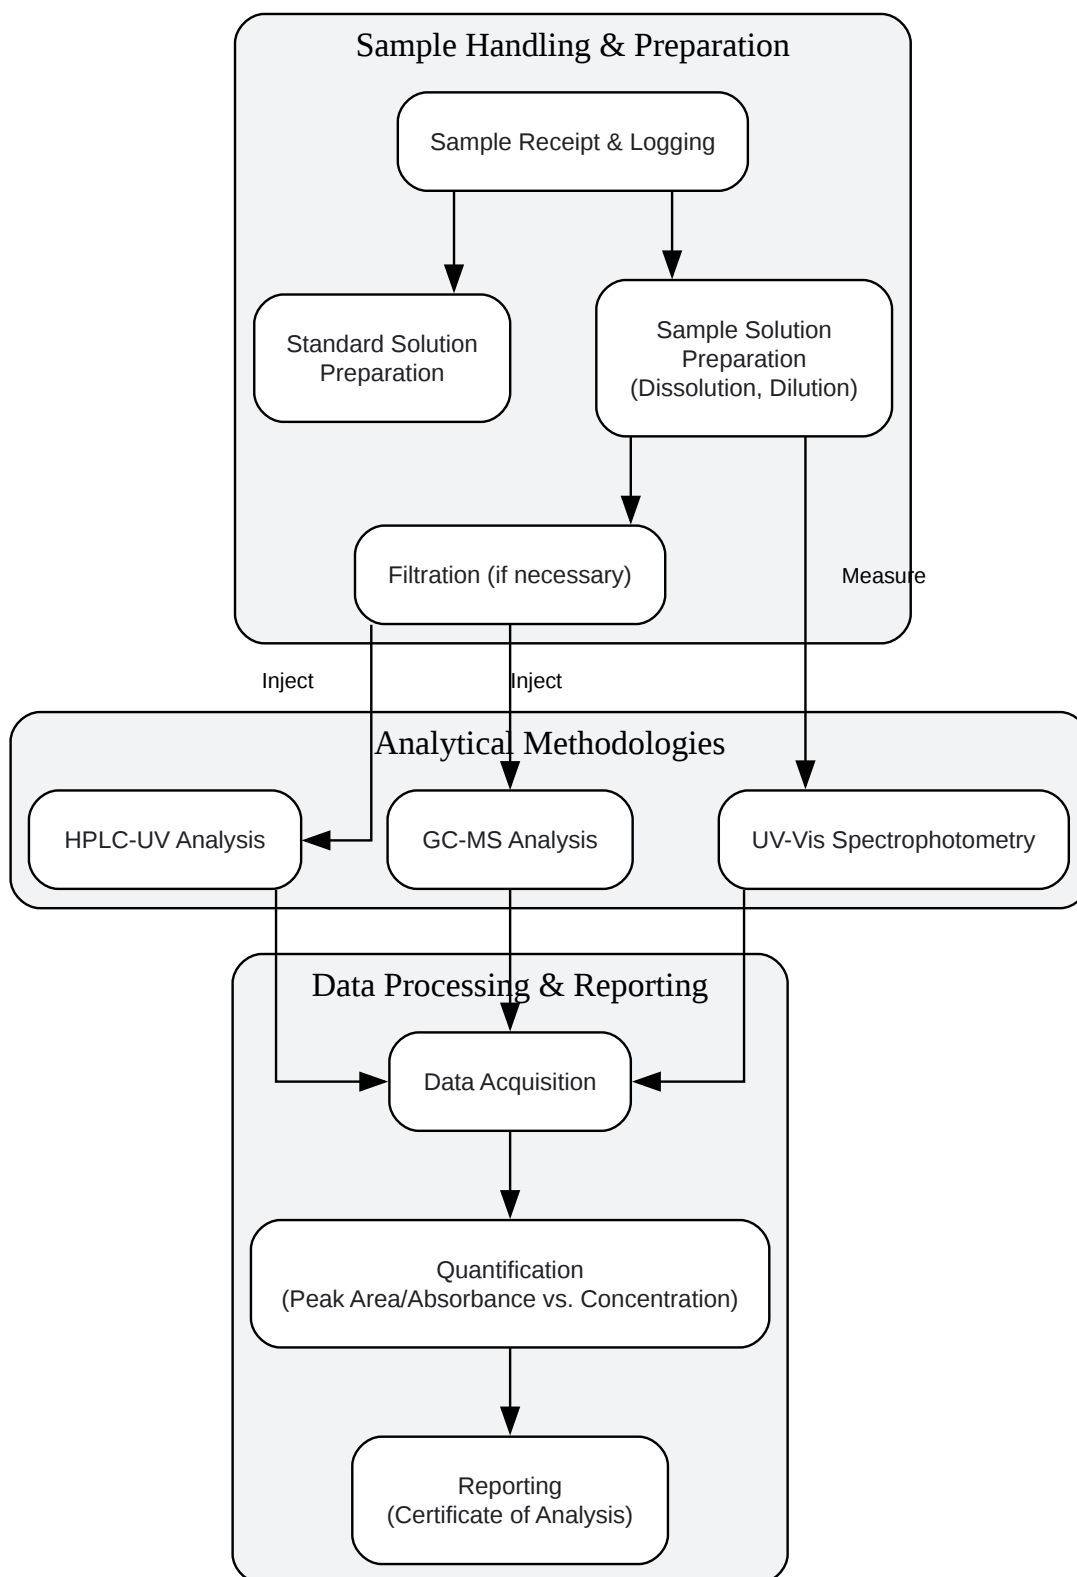 Sample Handling & Preparation
Sample Receipt & Logging
Standard Solution
Preparation
Sample Solution
Preparation
(Dissolution, Dilution)
Filtration (if necessary)
Measure
Inject
Inject
Analytical Methodologies
HPLC-UV Analysis
GC-MS Analysis
UV-Vis Spectrophotometry
Data Processing & Reporting
Data Acquisition
Quantification
(Peak Area/Absorbance vs. Concentration)
Reporting
(Certificate of Analysis)